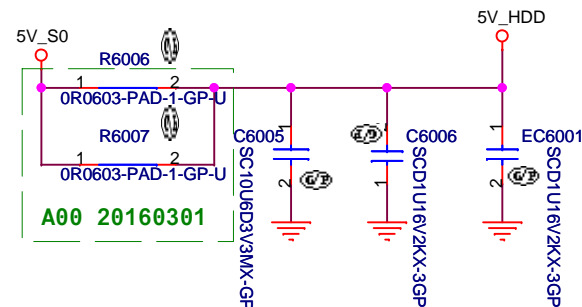 5V_S0
5V_HDD
R6006
1 2
0R0603-PAD-1-GP-U
R6007
1 2
0R0603-PAD-1-GP-U
A00 20160301
C6005
SC10U6D3V3MX-GP
1
2
G/P
C6006
SCD1U16V2KX-3GP
1
EC6001
SCD1U16V2KX-3GP
1
2
G/P